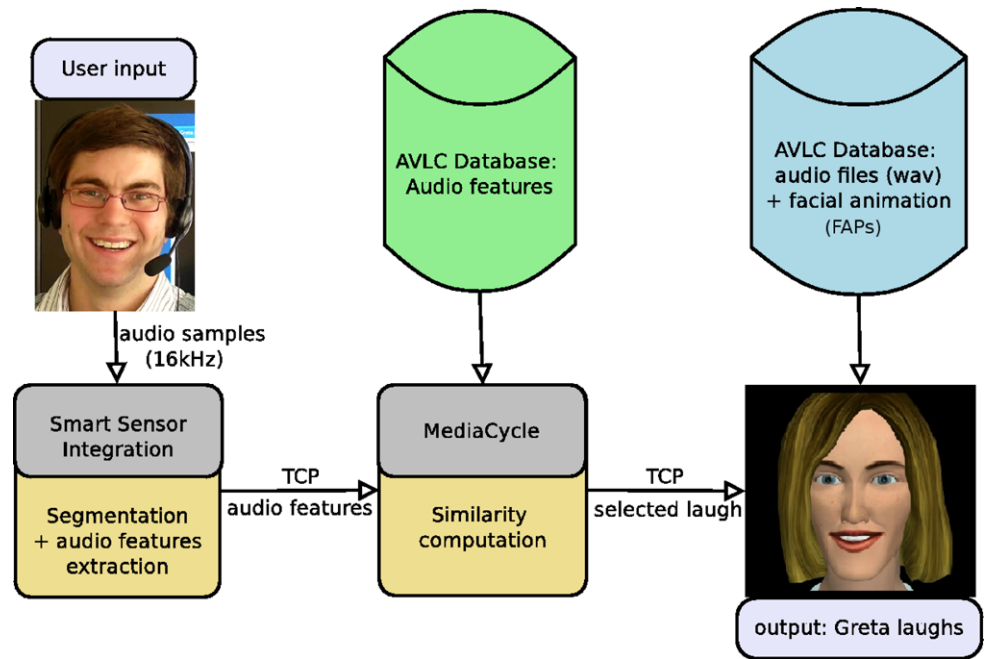 User input
AVLC Database:
Audio features
AVLC Database:
audio files (wav)
+ facial animation
(FAPs)
audio samples
(16kHz)
Smart Sensor
Integration
Segmentation
+ audio features
extraction
TCP
audio features
MediaCycle
Similarity
computation
TCP
selected laugh
output: Greta laughs